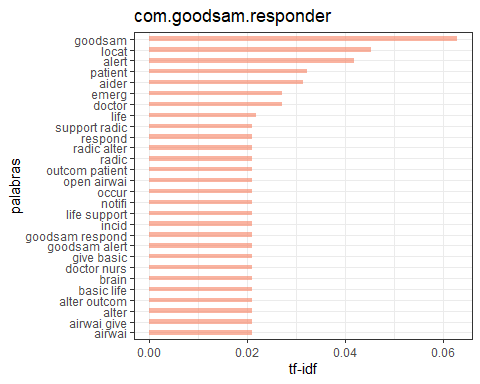 com.goodsam.responder
palabras
goodsam
locat
alert
patient
aider
emerg
doctor
life
support radic
respond
radic alter
radic
outcom patient
open airwai
occur
notifi
life support
incid
goodsam respond
goodsam alert
give basic
doctor nurs
brain
basic life
alter outcom
alter
airwai give
airwai
0.00 0.02 0.04 0.06
tf-idf